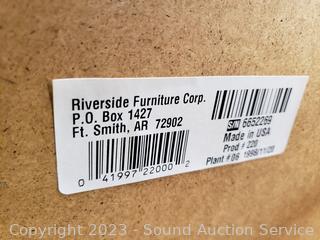 Riverside Furniture Corp.
P.O. Box 1427
Ft. Smith, AR 72902
0 41997 22000 2
S/N 6652269
Made in USA
Prod # 220
Plant # 06 1998/11/20
Copyright 2023 - Sound Auction Service